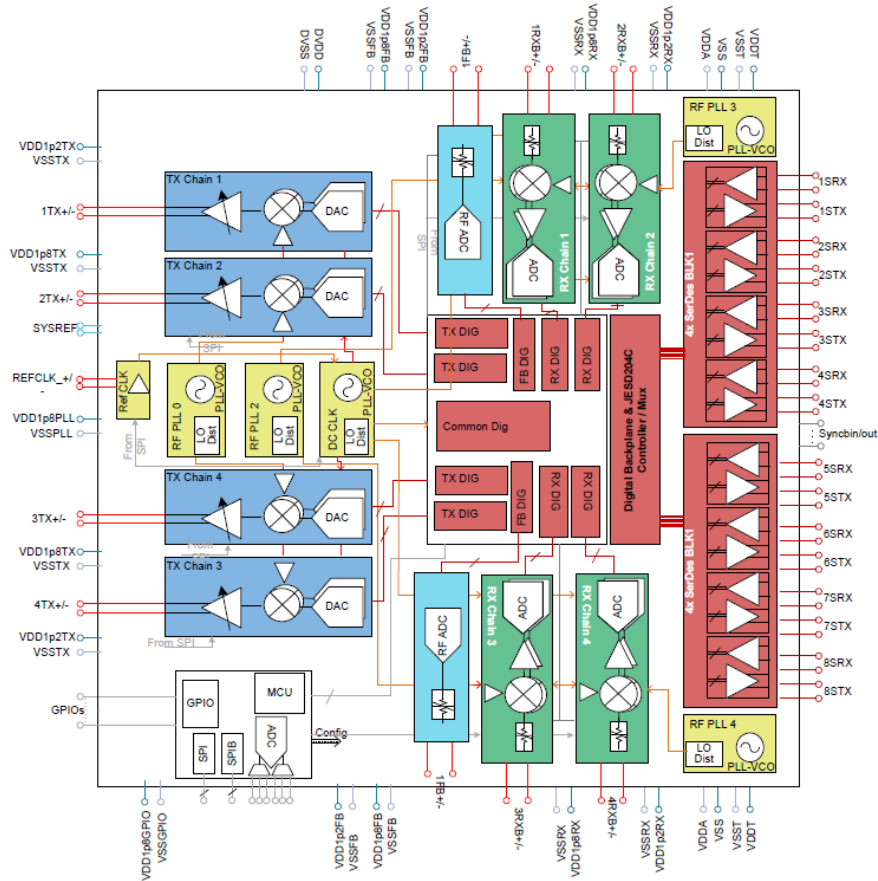 DVSS
DVDD
VSSFB
VDD1p8FB
VSSFB
VDD1p2FB
1FB+/-
1RXB+/-
VSSRX
VDD1p8RX
2RXB+/-
VSSRX
VDD1p2RX
VDDA
VSS
VSST
VDDT
VDD1p2TX
VSSTX
1TX+/-
VDD1p8TX
VSSTX
2TX+/-
SYSREF
REFCLK_+/
-
VDD1p8PLL
VSSPLL
3TX+/-
VDD1p8TX
VSSTX
4TX+/-
VDD1p2TX
VSSTX
GPIOs
TX Chain 1
DAC
TX Chain 2
DAC
From
SPI
Ref CLK
From
SPI
RF PLL 0
PLL-VCO
LO
Dist
RF PLL 2
PLL-VCO
LO
Dist
DC CLK
PLL-VCO
LO
Dist
TX Chain 4
DAC
From
SPI
TX Chain 3
DAC
From SPI
GPIO
MCU
SPI
SPIB
ADC
Config
RF ADC
From
SPI
ADC
RX Chain 1
ADC
RX Chain 2
RF PLL 3
LO
Dist
PLL-VCO
TX DIG
TX DIG
FB DIG
RX DIG
RX DIG
Common Dig
TX DIG
TX DIG
FB DIG
RX DIG
RX DIG
Digital Backplane & JESD204C
Controller / Mux
4x SerDes BLK1
4x SerDes BLK1
RF ADC
RX Chain 3
ADC
RX Chain 4
ADC
RF PLL 4
LO
Dist
PLL-VCO
1SRX
1STX
2SRX
2STX
3SRX
3STX
4SRX
4STX
Syncbin/out
5SRX
5STX
6SRX
6STX
7SRX
7STX
8SRX
8STX
VDD1p8GPIO
VSSGPIO
VDD1p2FB
VSSFB
VDD1p8FB
VSSFB
1FB+/-
3RXB+/-
VSSRX
VDD1p8RX
4RXB+/-
VSSRX
VDD1p2RX
VDDA
VSS
VSST
VDDT